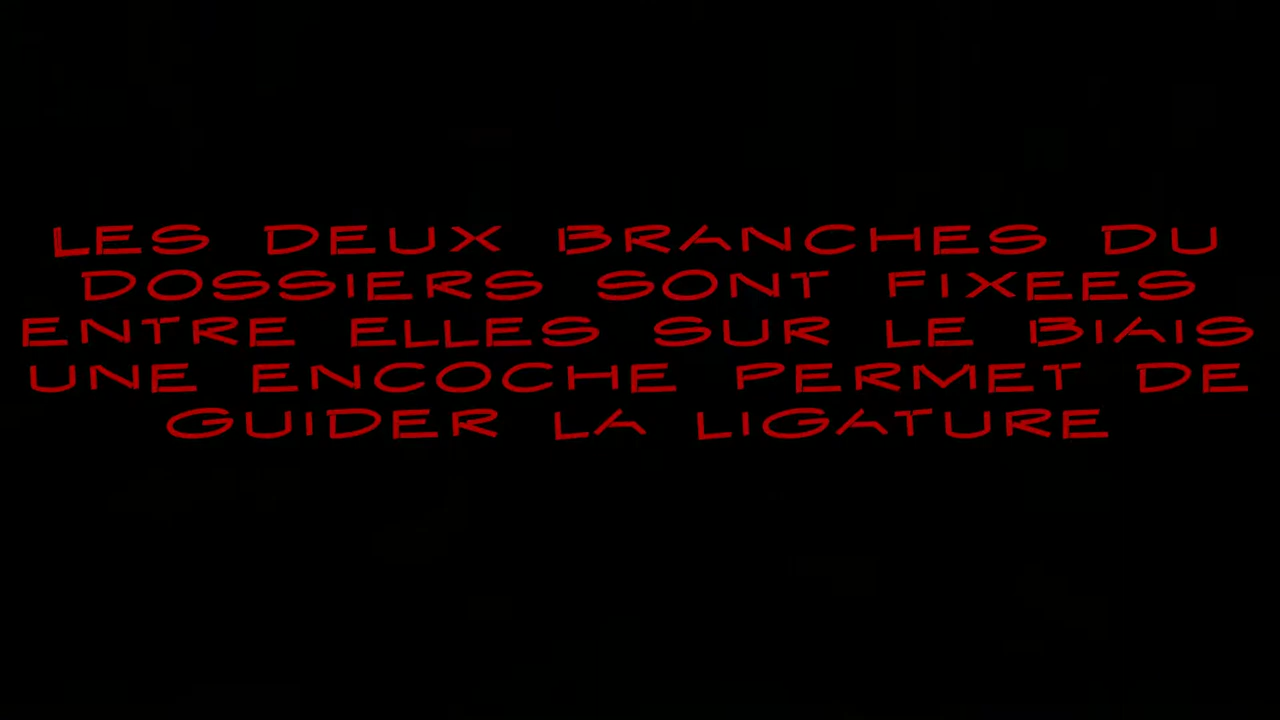 LES DEUX BRANCHES DU
DOSSIERS SONT FIXEES
ENTRE ELLES SUR LE BIAIS
UNE ENCOCHE PERMET DE
GUIDER LA LIGATURE